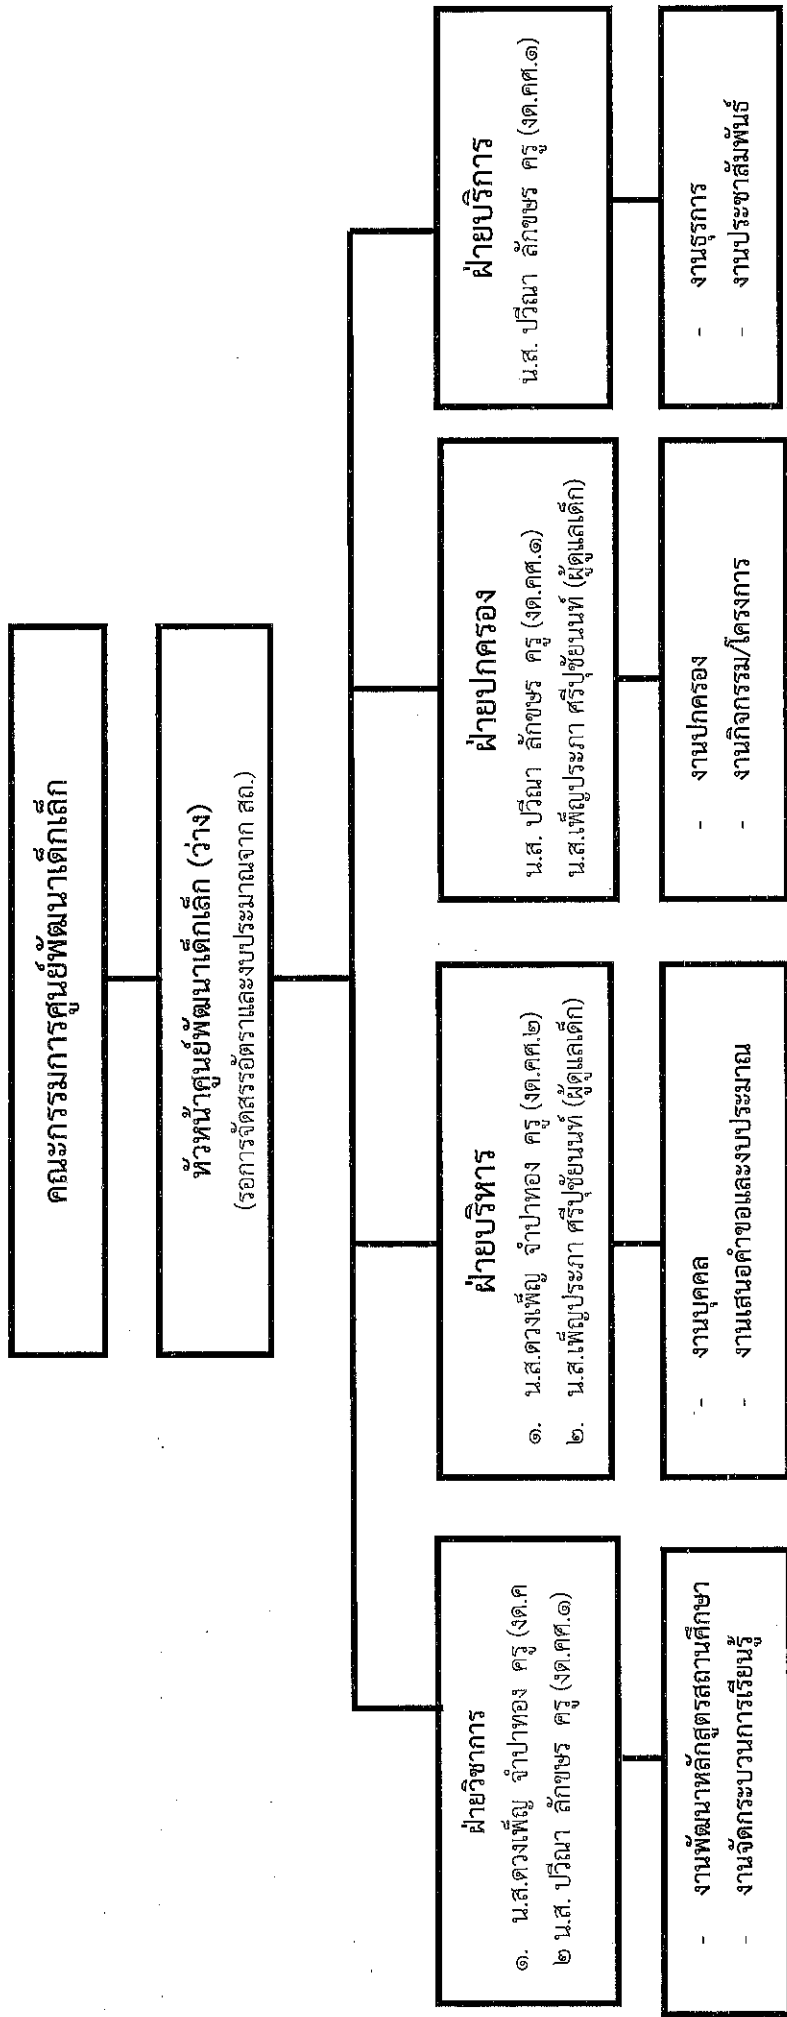 คณะกรรมการศูนย์พัฒนาเด็กเล็ก
หัวหน้าศูนย์พัฒนาเด็กเล็ก (ว่าง)
(รอการจัดสรรอัตราและงบประมาณจาก สถ.)
ฝ่ายวิชาการ
๑. น.ส.ดวงเพ็ญ จำปาทอง ครู (งด.ค
๒ น.ส. ปวีณา ลักขษร ครู (งด.คศ.๑)
- งานพัฒนาหลักสูตรสถานศึกษา
- งานจัดกระบวนการเรียนรู้
ฝ่ายบริหาร
๑. น.ส.ดวงเพ็ญ จำปาทอง ครู (งด.คศ.๒)
๒. น.ส.เพ็ญประภา ศรีปุชัยนนท์ (ผู้ดูแลเด็ก)
- งานบุคคล
- งานเสนอคำขอและงบประมาณ
ฝ่ายปกครอง
น.ส. ปวีณา ลักขษร ครู (งด.คศ.๑)
น.ส.เพ็ญประภา ศรีปุชัยนนท์ (ผู้ดูแลเด็ก)
- งานปกครอง
- งานกิจกรรม/โครงการ
ฝ่ายบริการ
น.ส. ปวีณา ลักขษร ครู (งด.คศ.๑)
- งานธุรการ
- งานประชาสัมพันธ์